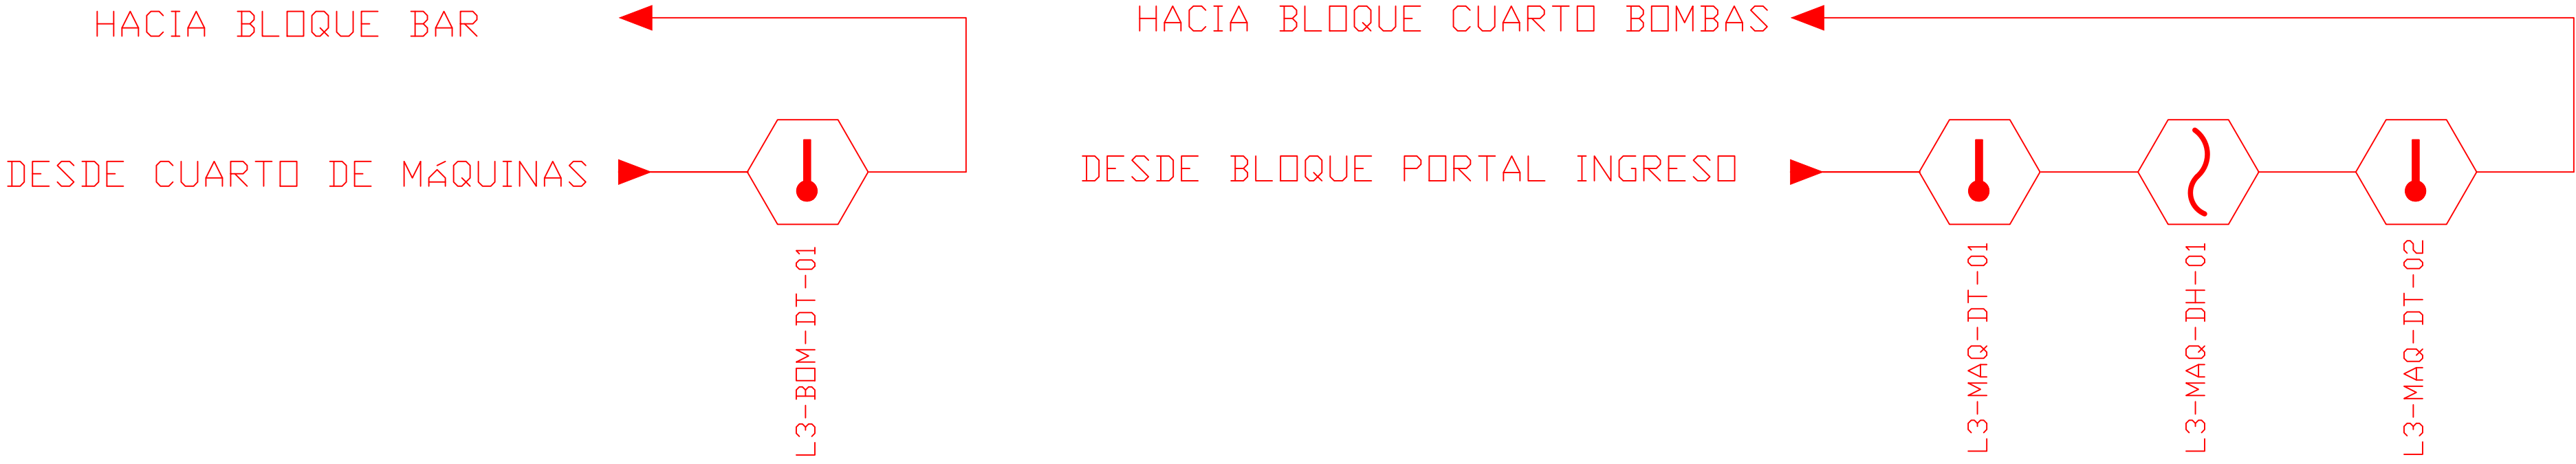 HACIA BLOQUE BAR
DESDE CUARTO DE MáQUINAS
L3-BOM-DT-01
HACIA BLOQUE CUARTO BOMBAS
DESDE BLOQUE PORTAL INGRESO
L3-MAQ-DT-01
L3-MAQ-DH-01
L3-MAQ-DT-02